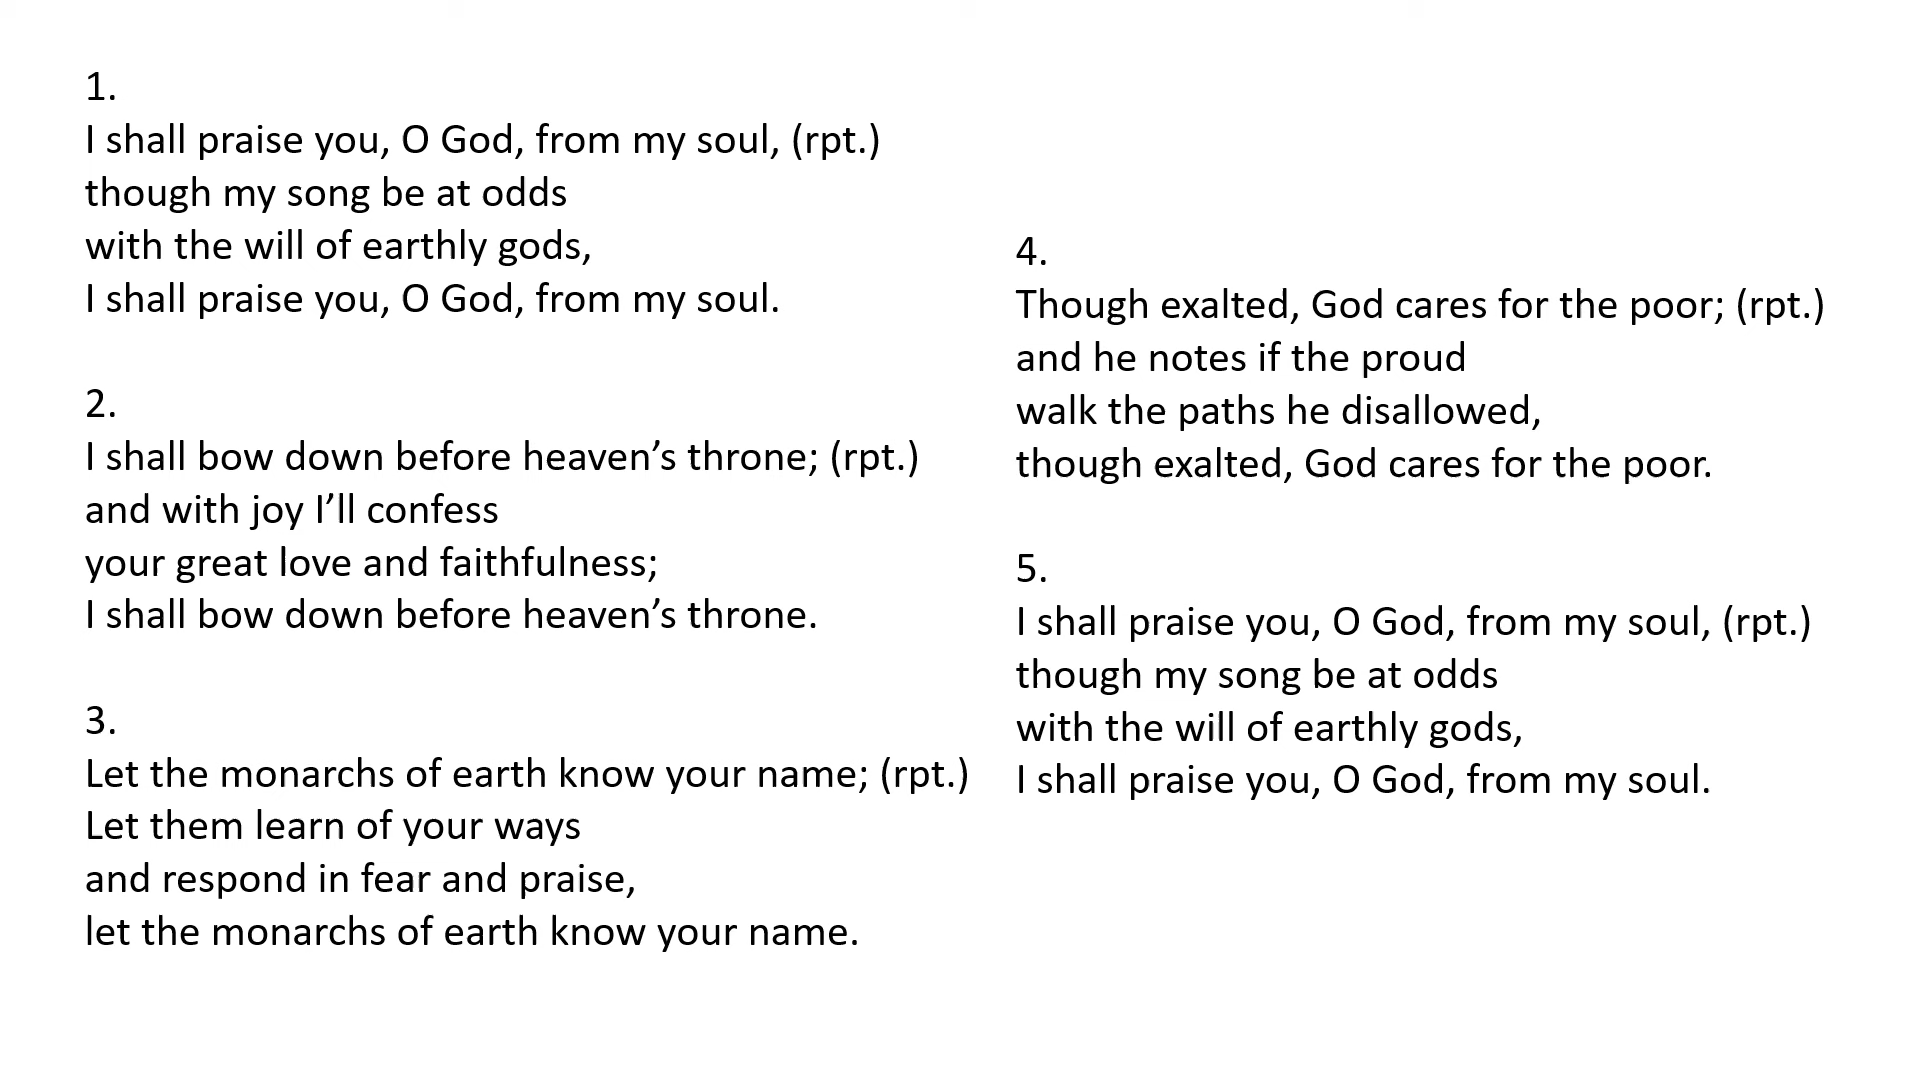 1.
I shall praise you, O God, from my soul, (rpt.)
though my song be at odds
with the will of earthly gods,
I shall praise you, O God, from my soul.
2.
I shall bow down before heaven’s throne; (rpt.)
and with joy I’ll confess
your great love and faithfulness;
I shall bow down before heaven’s throne.
3.
Let the monarchs of earth know your name; (rpt.)
Let them learn of your ways
and respond in fear and praise,
let the monarchs of earth know your name.
4.
Though exalted, God cares for the poor; (rpt.)
and he notes if the proud
walk the paths he disallowed,
though exalted, God cares for the poor.
5.
I shall praise you, O God, from my soul, (rpt.)
though my song be at odds
with the will of earthly gods,
I shall praise you, O God, from my soul.